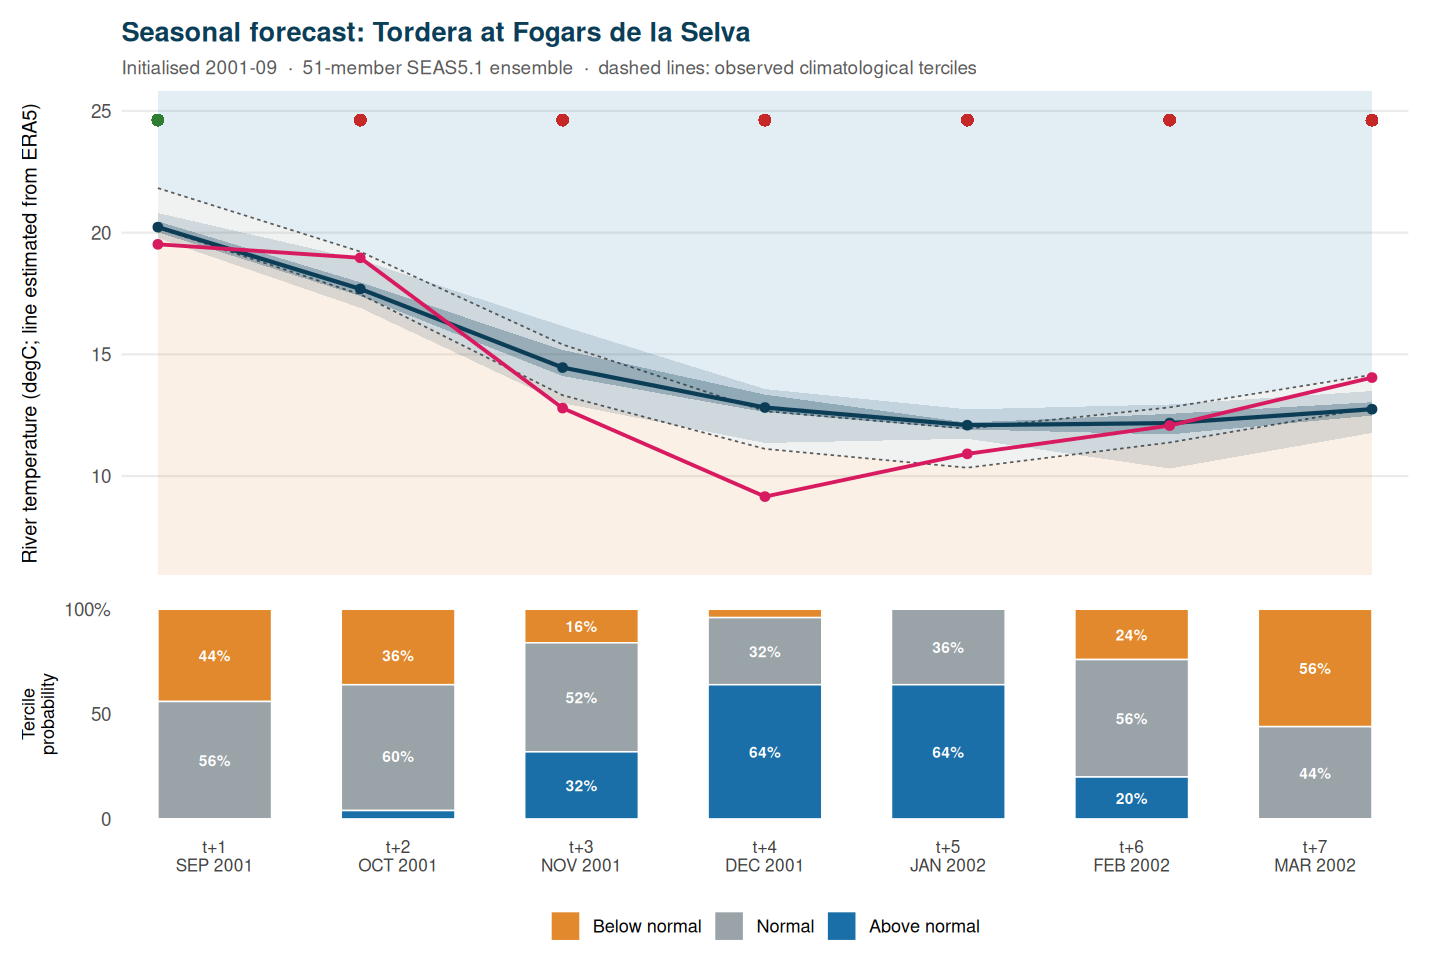 Seasonal forecast: Tordera at Fogars de la Selva
Initialised 2001-09 · 51-member SEAS5.1 ensemble · dashed lines: observed climatological terciles
River temperature (degC; line estimated from ERA5)
25
20
15
10
Tercile
probability
100%
50
0
44%
56%
36%
60%
16%
52%
32%
32%
64%
36%
64%
24%
56%
20%
56%
44%
t+1
SEP 2001
t+2
OCT 2001
t+3
NOV 2001
t+4
DEC 2001
t+5
JAN 2002
t+6
FEB 2002
t+7
MAR 2002
Below normal
Normal
Above normal